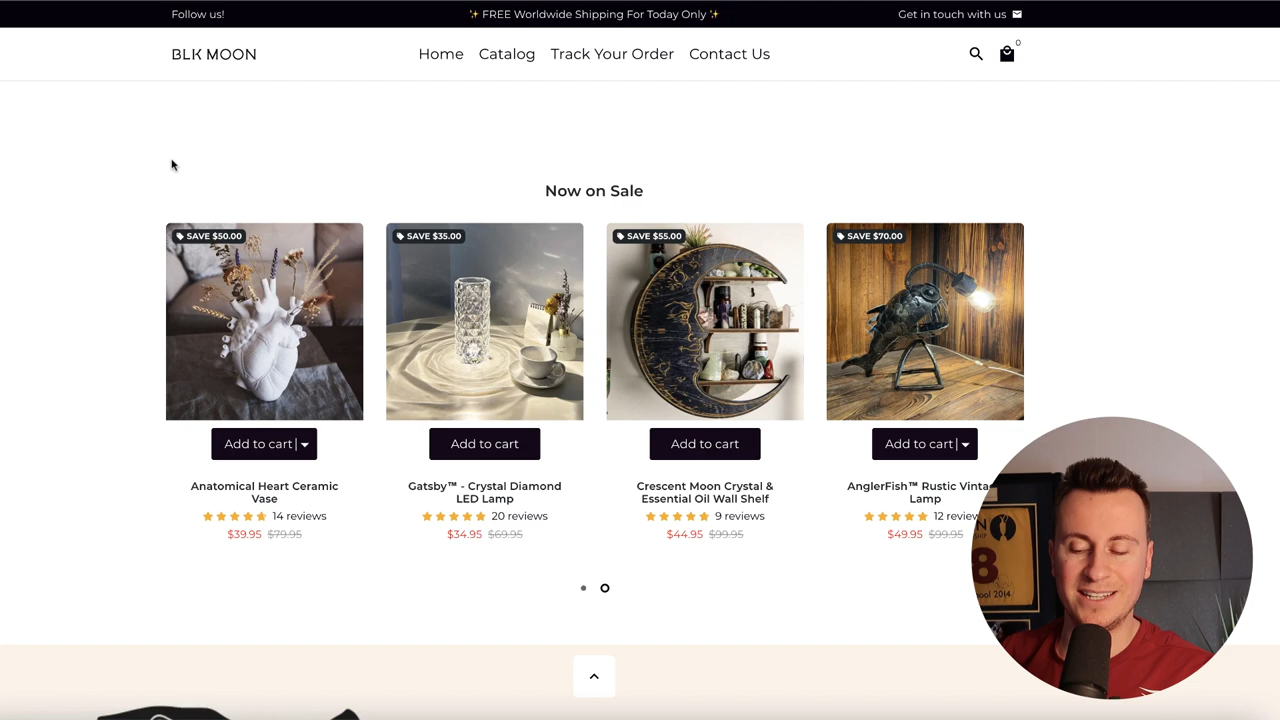 Follow us!
✨ FREE Worldwide Shipping For Today Only ✨
Get in touch with us
BLK MOON
Home
Catalog
Track Your Order
Contact Us
0
Now on Sale
SAVE $50.00
SAVE $35.00
SAVE $55.00
SAVE $70.00
Add to cart
Add to cart
Add to cart
Add to cart
Anatomical Heart Ceramic
Vase
14 reviews
$39.95 $79.95
Gatsby™ - Crystal Diamond
LED Lamp
20 reviews
$34.95 $69.95
Crescent Moon Crystal &
Essential Oil Wall Shelf
9 reviews
$44.95 $99.95
AnglerFish™ Rustic Vinta
Lamp
12 review
$49.95 $99.95
8
ool 2014